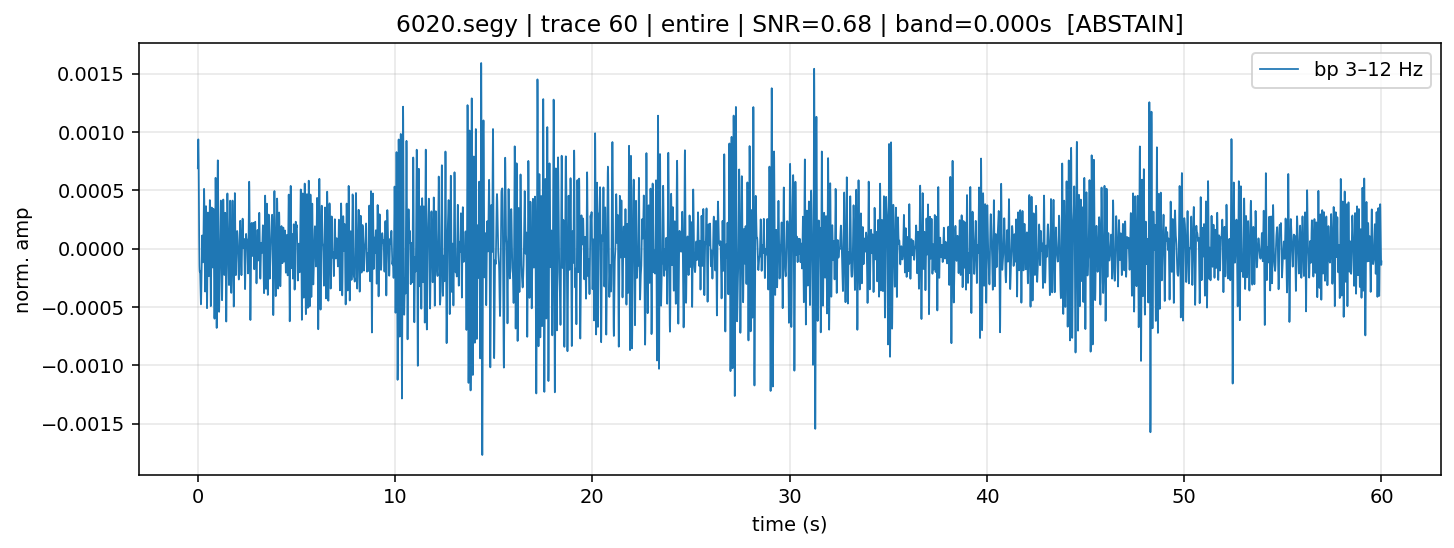 6020.segy | trace 60 | entire | SNR=0.68 | band=0.000s  [ABSTAIN]
bp 3–12 Hz
0.0015
0.0010
0.0005
0.0000
−0.0005
−0.0010
−0.0015
norm. amp
0 10 20 30 40 50 60
time (s)